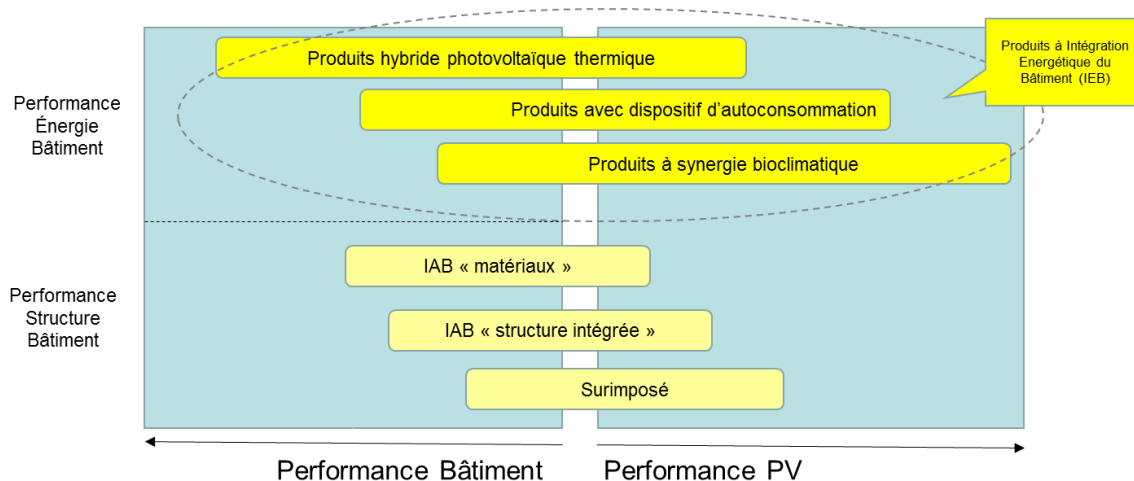 Produits hybride photovoltaïque thermique
Produits à Intégration
Energétique du
Bâtiment (IEB)
Performance
Énergie
Bâtiment
Produits avec dispositif d'autoconsommation
Produits à synergie bioclimatique
IAB « matériaux »
Performance
Structure
Bâtiment
IAB « structure intégrée »
Surimposé
Performance Bâtiment
Performance PV